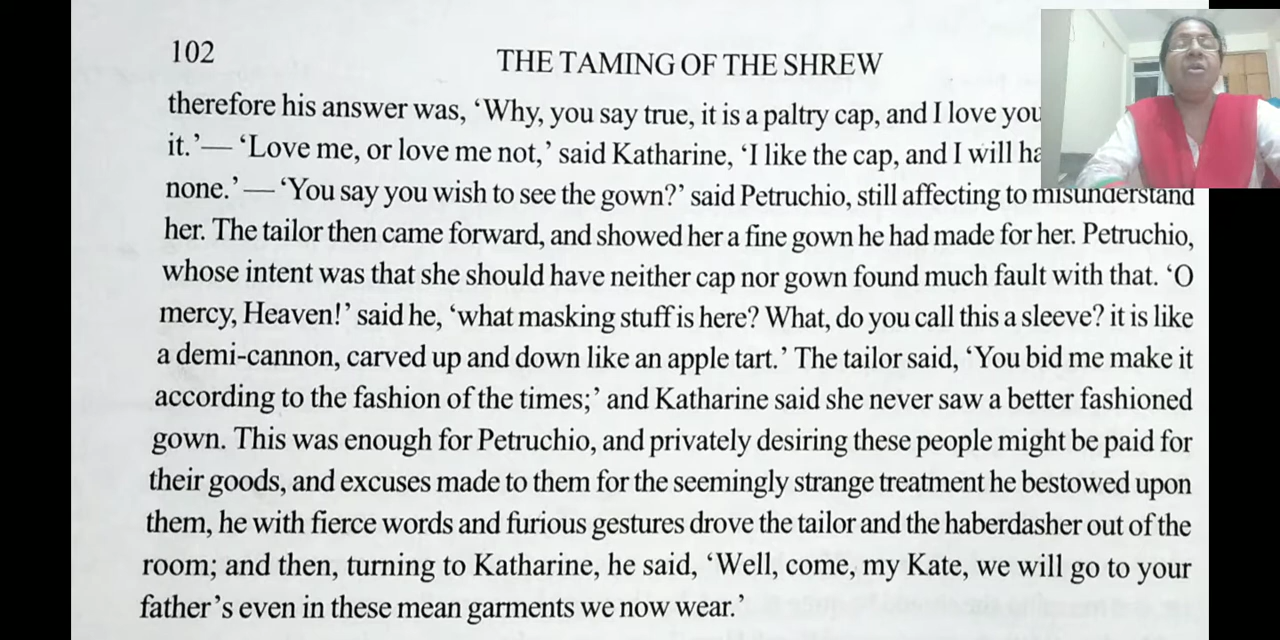 102
THE TAMING OF THE SHREW
therefore his answer was, ‘Why, you say true, it is a paltry cap, and I love you
it.’— ‘Love me, or love me not,’ said Katharine, ‘I like the cap, and I will
none.’— ‘You say you wish to see the gown?’ said Petruchio, still affecting to misunderstand
her. The tailor then came forward, and showed her a fine gown he had made for her. Petruchio,
whose intent was that she should have neither cap nor gown found much fault with that. ‘O
mercy, Heaven!’ said he, ‘what masking stuff is here? What, do you call this a sleeve? it is like
a demi-cannon, carved up and down like an apple tart.’ The tailor said, ‘You bid me make it
according to the fashion of the times;’ and Katharine said she never saw a better fashioned
gown. This was enough for Petruchio, and privately desiring these people might be paid for
their goods, and excuses made to them for the seemingly strange treatment he bestowed upon
them, he with fierce words and furious gestures drove the tailor and the haberdasher out of the
room; and then, turning to Katharine, he said, ‘Well, come, my Kate, we will go to your
father’s even in these mean garments we now wear.’